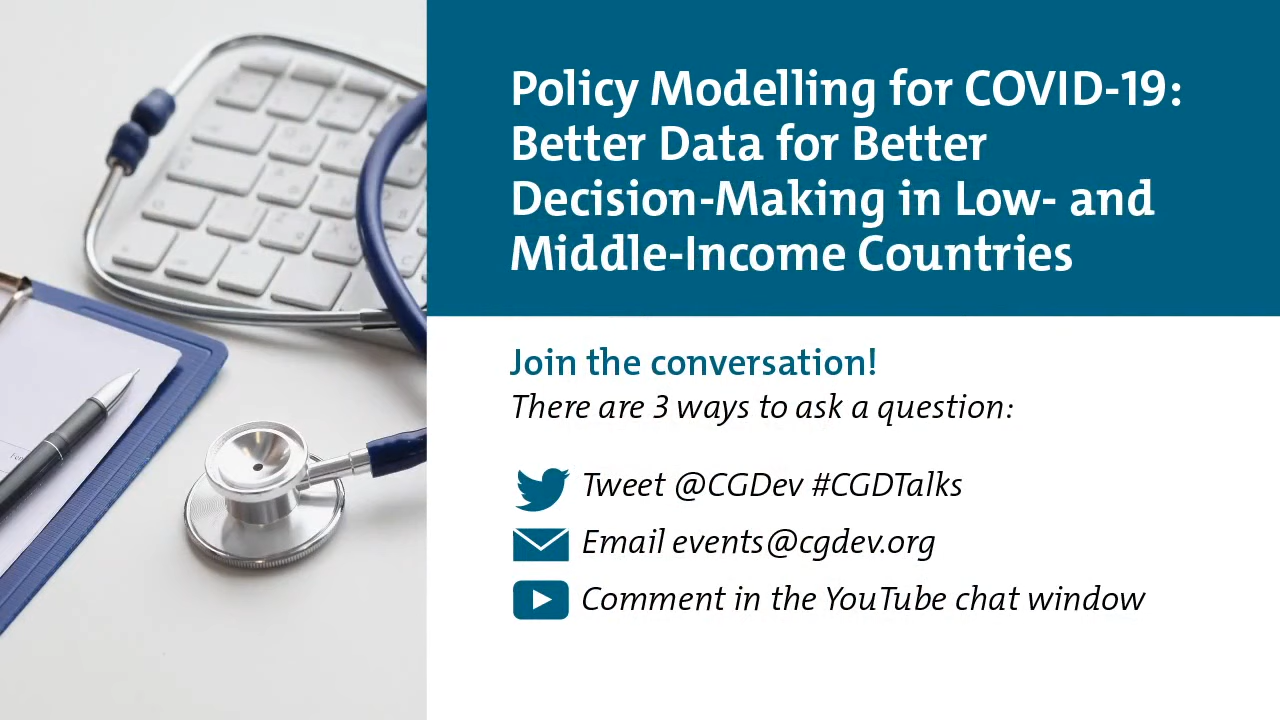 Policy Modelling for COVID-19:
Better Data for Better
Decision-Making in Low- and
Middle-Income Countries
Join the conversation!
There are 3 ways to ask a question:
Tweet @CGDev #CGDTalks
Email events@cgdev.org
Comment in the YouTube chat window